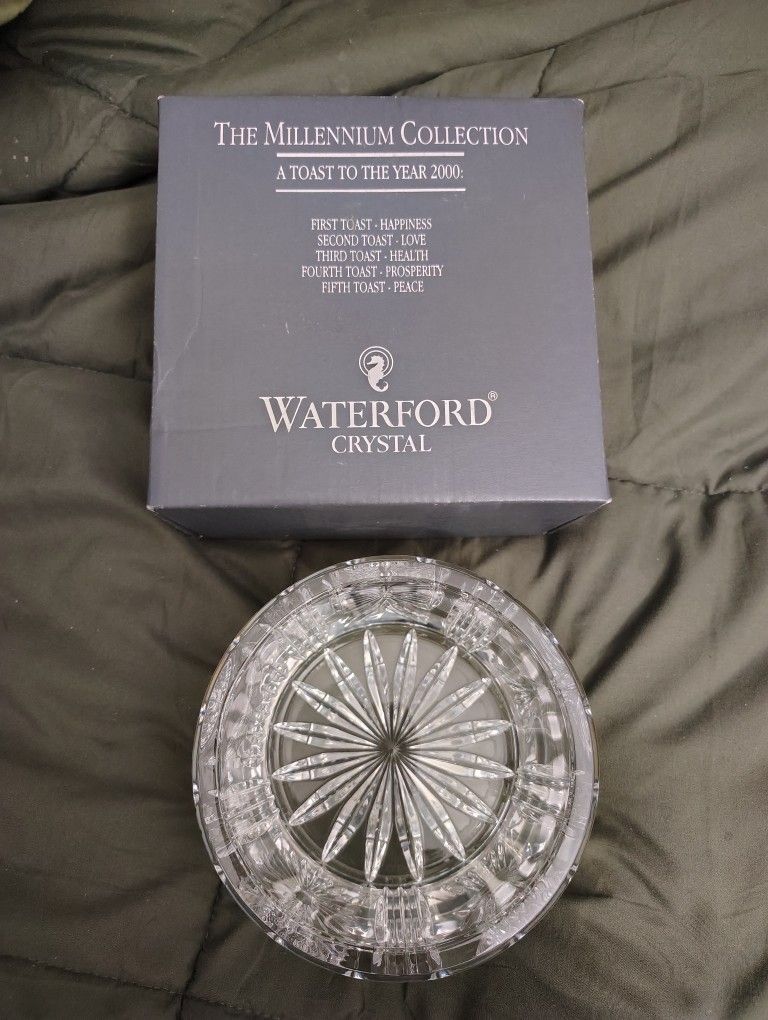 THE MILLENNIUM COLLECTION
A TOAST TO THE YEAR 2000:
FIRST TOAST - HAPPINESS
SECOND TOAST - LOVE
THIRD TOAST - HEALTH
FOURTH TOAST - PROSPERITY
FIFTH TOAST - PEACE
WATERFORD®
CRYSTAL